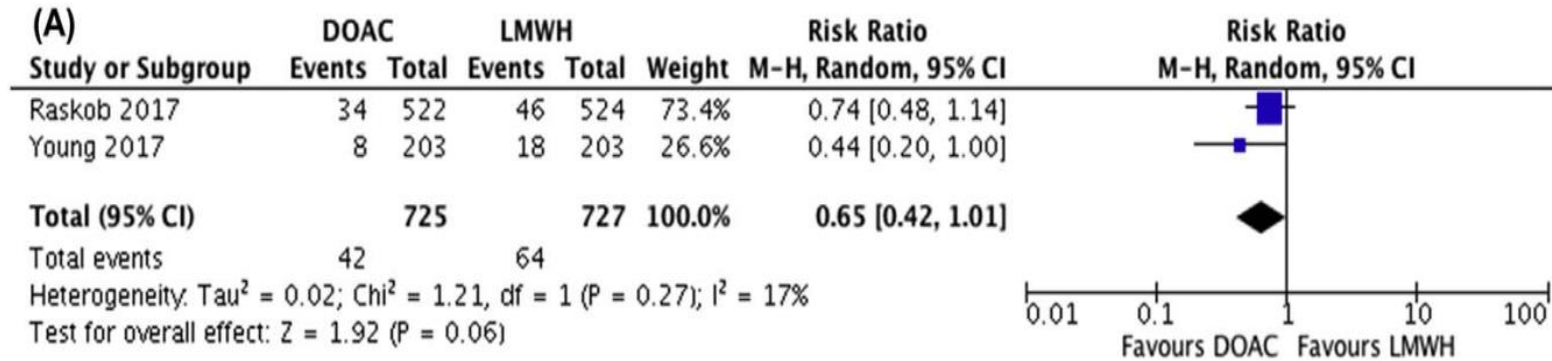 (A) DOAC LMWH Risk Ratio Risk Ratio
Study or Subgroup Events Total Events Total Weight M-H, Random, 95% CI M-H, Random, 95% CI
Raskob 2017 34 522 46 524 73.4% 0.74 [0.48, 1.14]
Young 2017 8 203 18 203 26.6% 0.44 [0.20, 1.00]
Total (95% CI) 725 727 100.0% 0.65 [0.42, 1.01]
Total events 42 64
Heterogeneity: Tau² = 0.02; Chi² = 1.21, df = 1 (P = 0.27); I² = 17%
Test for overall effect: Z = 1.92 (P = 0.06)
0.01 0.1 1 10 100
Favours DOAC Favours LMWH